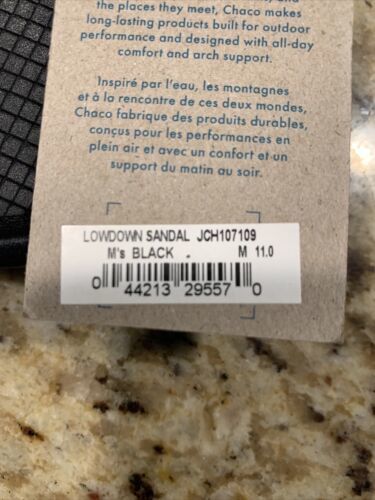 the places they meet, Chaco makes
long-lasting products built for outdoor
performance and designed with all-day
comfort and arch support.
Inspiré par l'eau, les montagnes
et à la rencontre de ces deux mondes,
Chaco fabrique des produits durables,
conçus pour les performances en
plein air et avec un confort et un
support du matin au soir.
LOWDOWN SANDAL JCH107109
M's BLACK . M 11.0
0 44213 29557 0